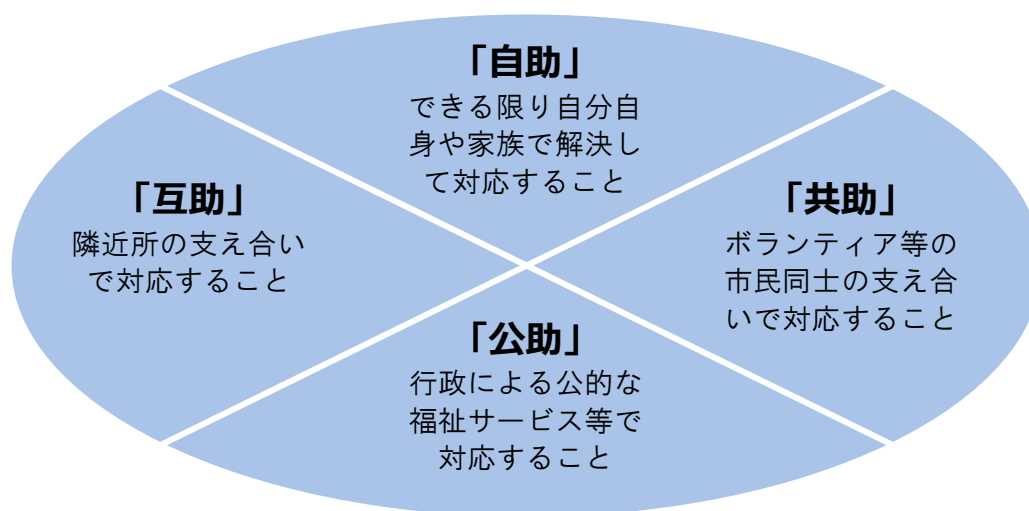 「自助」
できる限り自分自
身や家族で解決し
て対応すること
「互助」
隣近所の支え合い
で対応すること
「共助」
ボランティア等の
市民同士の支え合
いで対応すること
「公助」
行政による公的な
福祉サービス等で
対応すること